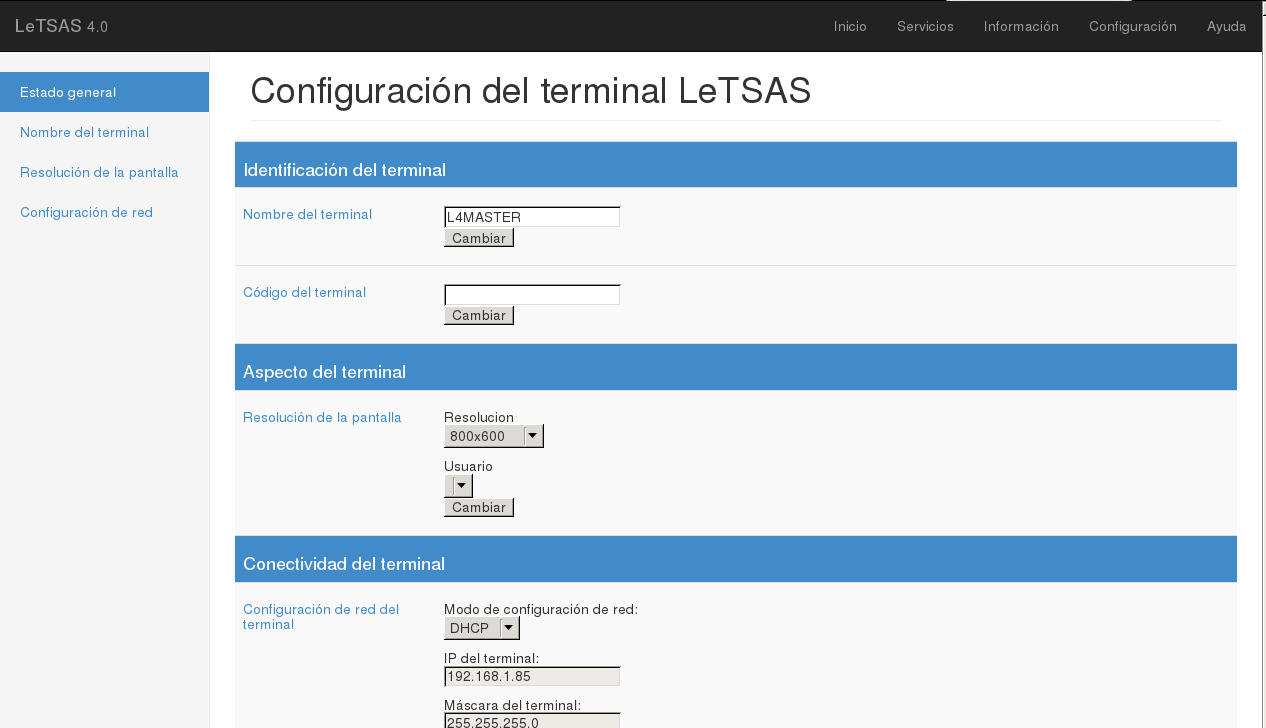 LeTSAS 4.0
Inicio Servicios Información Configuración Ayuda
Estado general
Nombre del terminal
Resolución de la pantalla
Configuración de red
Configuración del terminal LeTSAS
Identificación del terminal
Nombre del terminal
L4MASTER
Cambiar
Código del terminal
Cambiar
Aspecto del terminal
Resolución de la pantalla
Resolucion
800x600
Usuario
Cambiar
Conectividad del terminal
Configuración de red del
terminal
Modo de configuración de red:
DHCP
IP del terminal:
192.168.1.85
Máscara del terminal:
255.255.255.0